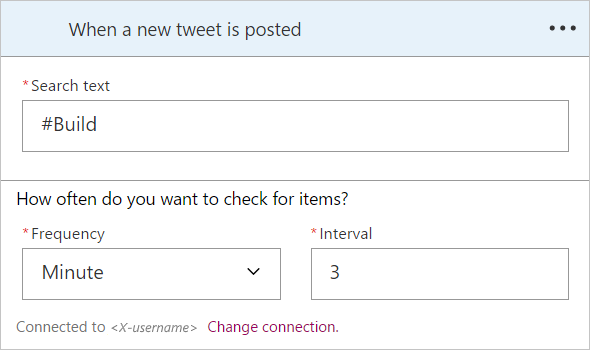 When a new tweet is posted
*Search text
#Build
How often do you want to check for items?
*Frequency *Interval
Minute 3
Connected to <X-username> Change connection.